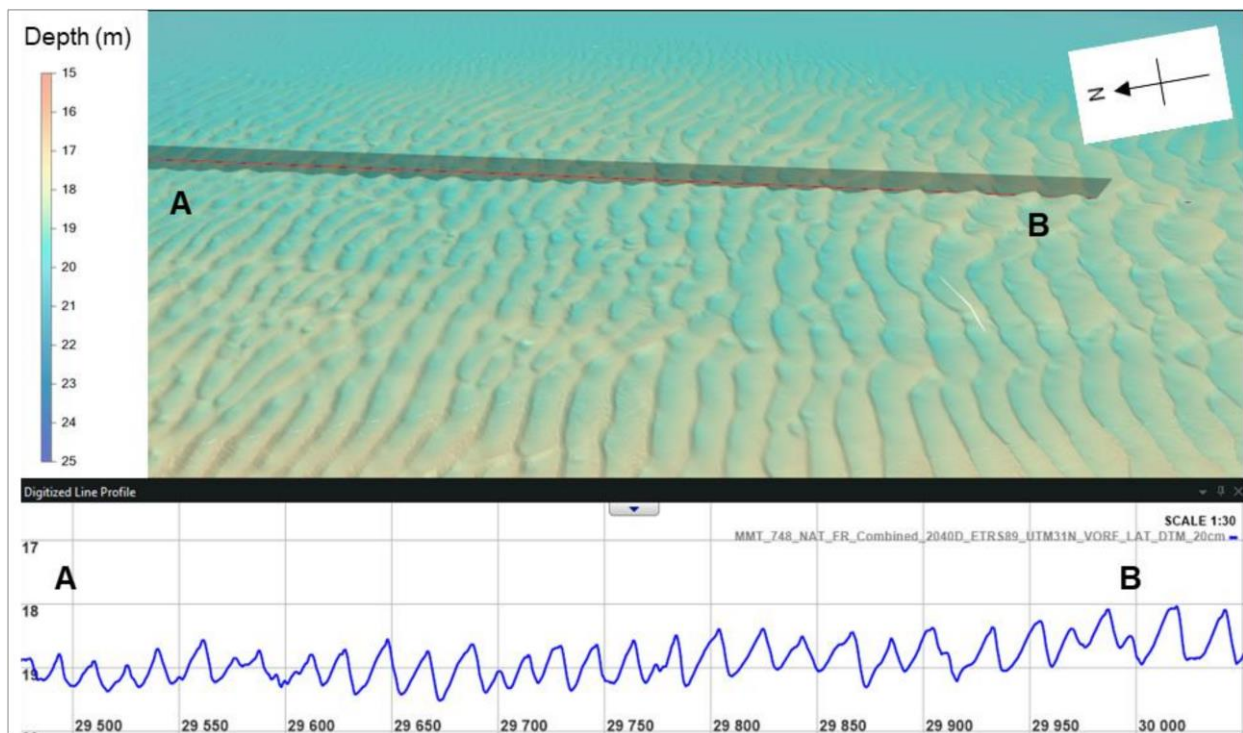 Depth (m)
15
16
17
18
19
20
21
22
23
24
25
N
A
B
Digitized Line Profile
SCALE 1:30
MMT_748_NAT_FR_Combined_2040D_ETRS89_UTM31N_VORF_LAT_DTM_20cm
17
A
B
18
19
29 500
29 550
29 600
29 650
29 700
29 750
29 800
29 850
29 900
29 950
30 000